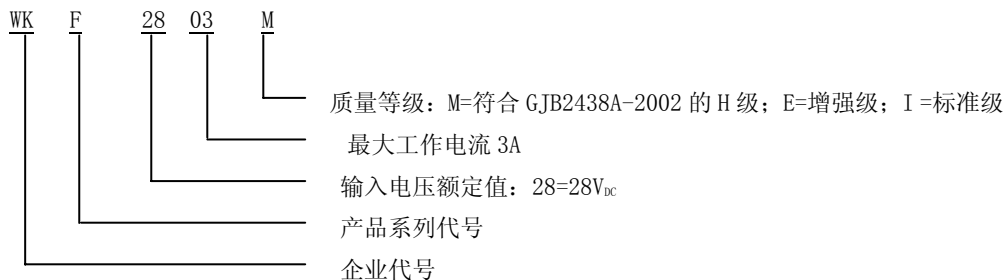 WK F 28 03 M
质量等级：M=符合 GJB2438A-2002 的 H 级；E=增强级；I =标准级
最大工作电流 3A
输入电压额定值：28=28VDC
产品系列代号
企业代号